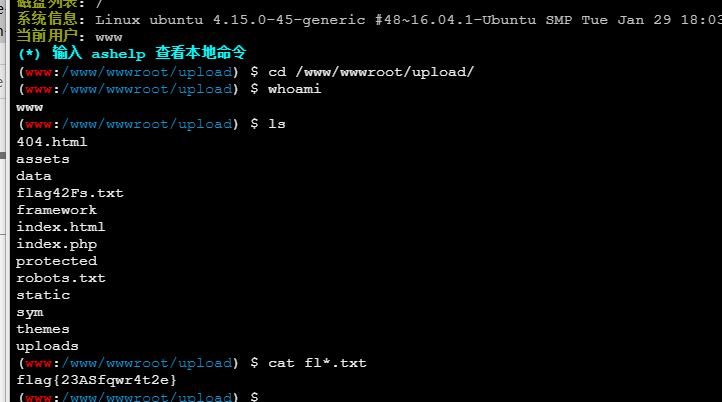 磁盘列表: /
系统信息: Linux ubuntu 4.15.0-45-generic #48~16.04.1-Ubuntu SMP Tue Jan 29 18:03
当前用户: www
(*) 输入 ashelp 查看本地命令
(www:/www/wwwroot/upload) $ cd /www/wwwroot/upload/
(www:/www/wwwroot/upload) $ whoami
www
(www:/www/wwwroot/upload) $ ls
404.html
assets
data
flag42Fs.txt
framework
index.html
index.php
protected
robots.txt
static
sym
themes
uploads
(www:/www/wwwroot/upload) $ cat fl*.txt
flag{23ASfqwr4t2e}
(www:/www/wwwroot/upload) $